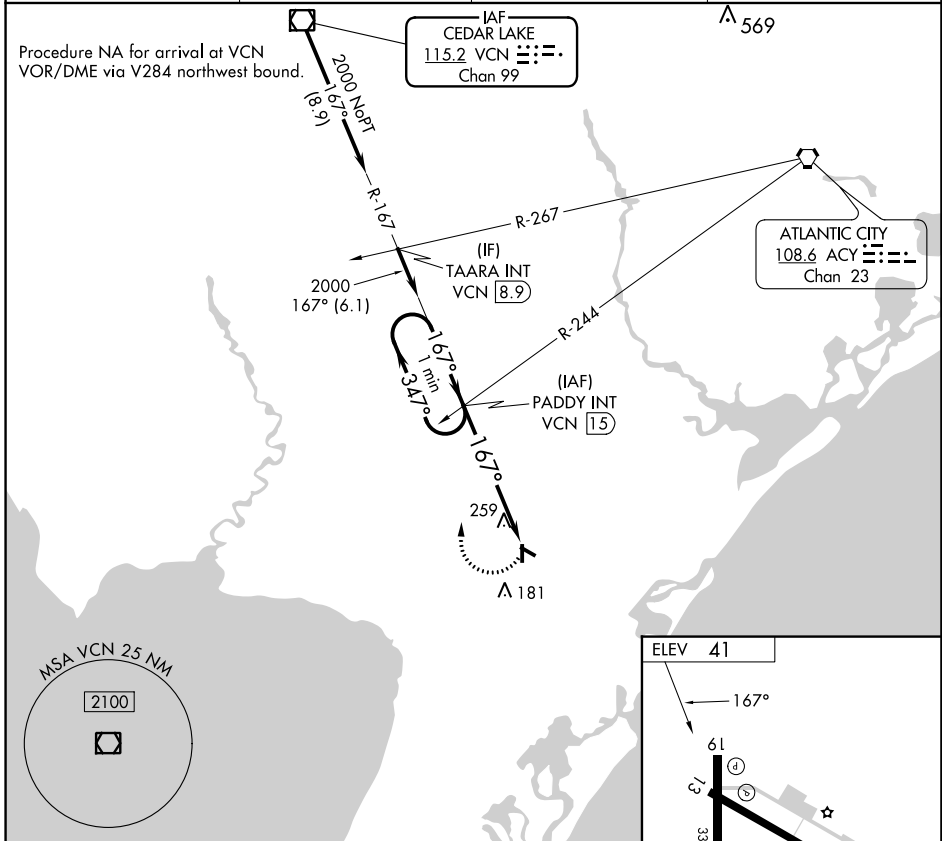 Procedure NA for arrival at VCN
VOR/DME via V284 northwest bound.
IAF
CEDAR LAKE
115.2 VCN
Chan 99
569
2000 NoPT
167°
(8.9)
R-167
R-267
ATLANTIC CITY
108.6 ACY
Chan 23
(IF)
TAARA INT
VCN 8.9
2000
167° (6.1)
R-244
167°
1 min
347°
(IAF)
PADDY INT
VCN 15
167°
259
181
MSA VCN 25 NM
2100
ELEV 41
167°
19
P
13
P
33